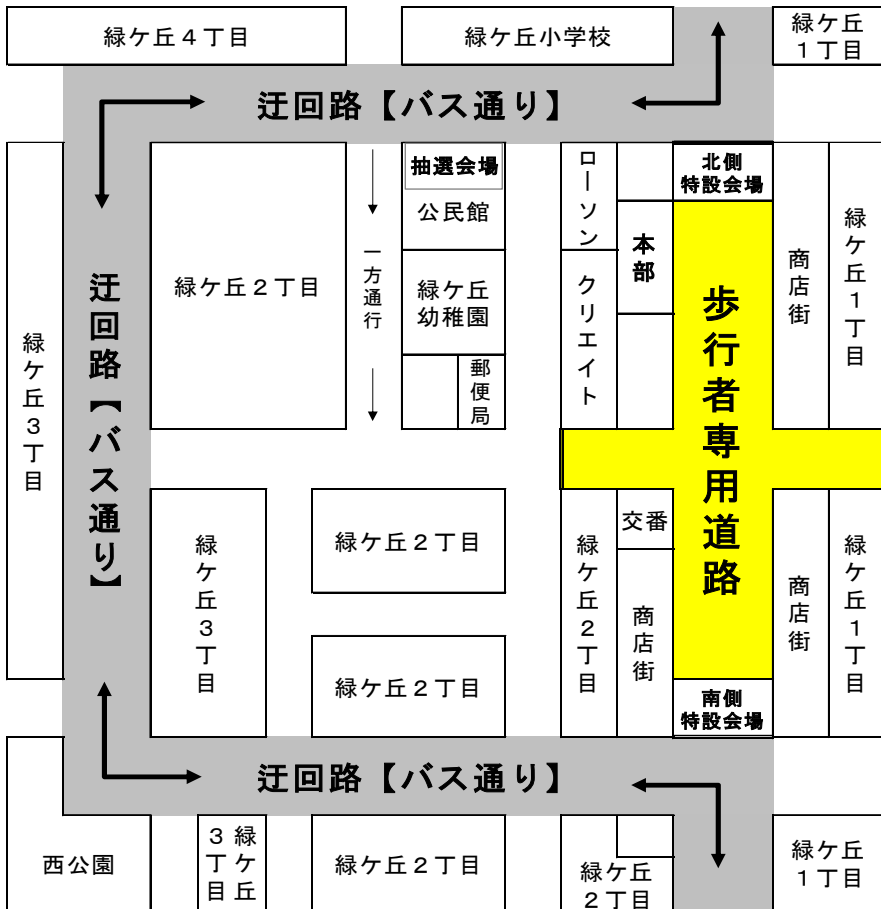 緑ケ丘４丁目
緑ケ丘小学校
緑ケ丘
１丁目
迂回路【バス通り】
抽選会場
公民館
ローソン
北側
特設会場
緑ケ丘３丁目
迂回路【バス通り】
緑ケ丘２丁目
一方通行
緑ケ丘
幼稚園
郵便局
クリエイト
本部
歩行者専用道路
商店街
緑ケ丘１丁目
緑ケ丘３丁目
緑ケ丘２丁目
緑ケ丘２丁目
緑ケ丘２丁目
交番
商店街
商店街
緑ケ丘１丁目
南側
特設会場
迂回路【バス通り】
西公園
緑ケ丘
３丁目
緑ケ丘２丁目
緑ケ丘
２丁目
緑ケ丘
１丁目